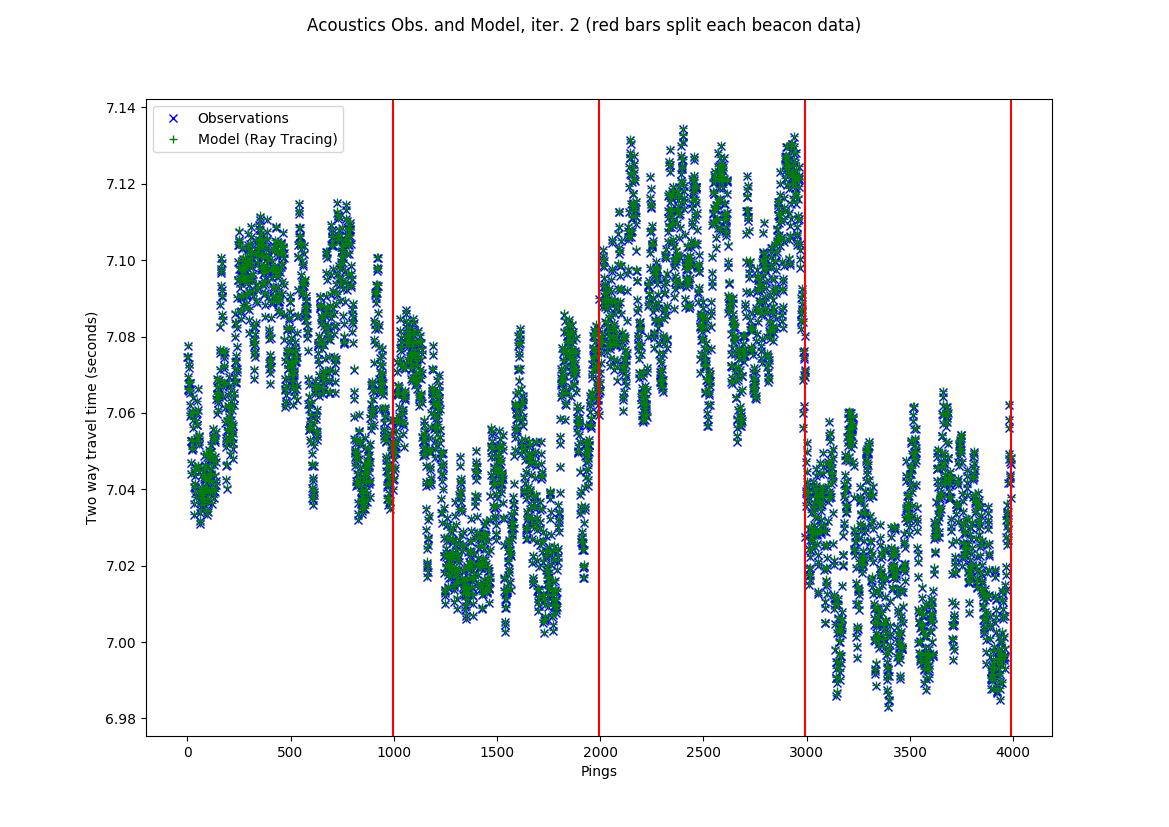 Acoustics Obs. and Model, iter. 2 (red bars split each beacon data)
Observations
Model (Ray Tracing)
Two way travel time (seconds)
7.14
7.12
7.10
7.08
7.06
7.04
7.02
7.00
6.98
0 500 1000 1500 2000 2500 3000 3500 4000
Pings